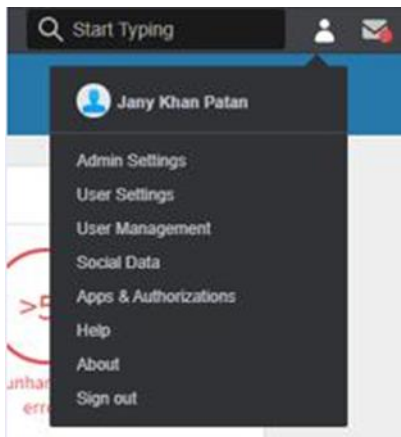 Start Typing
Jany Khan Patan
Admin Settings
User Settings
User Management
Social Data
Apps & Authorizations
>5
Help
About
Sign out